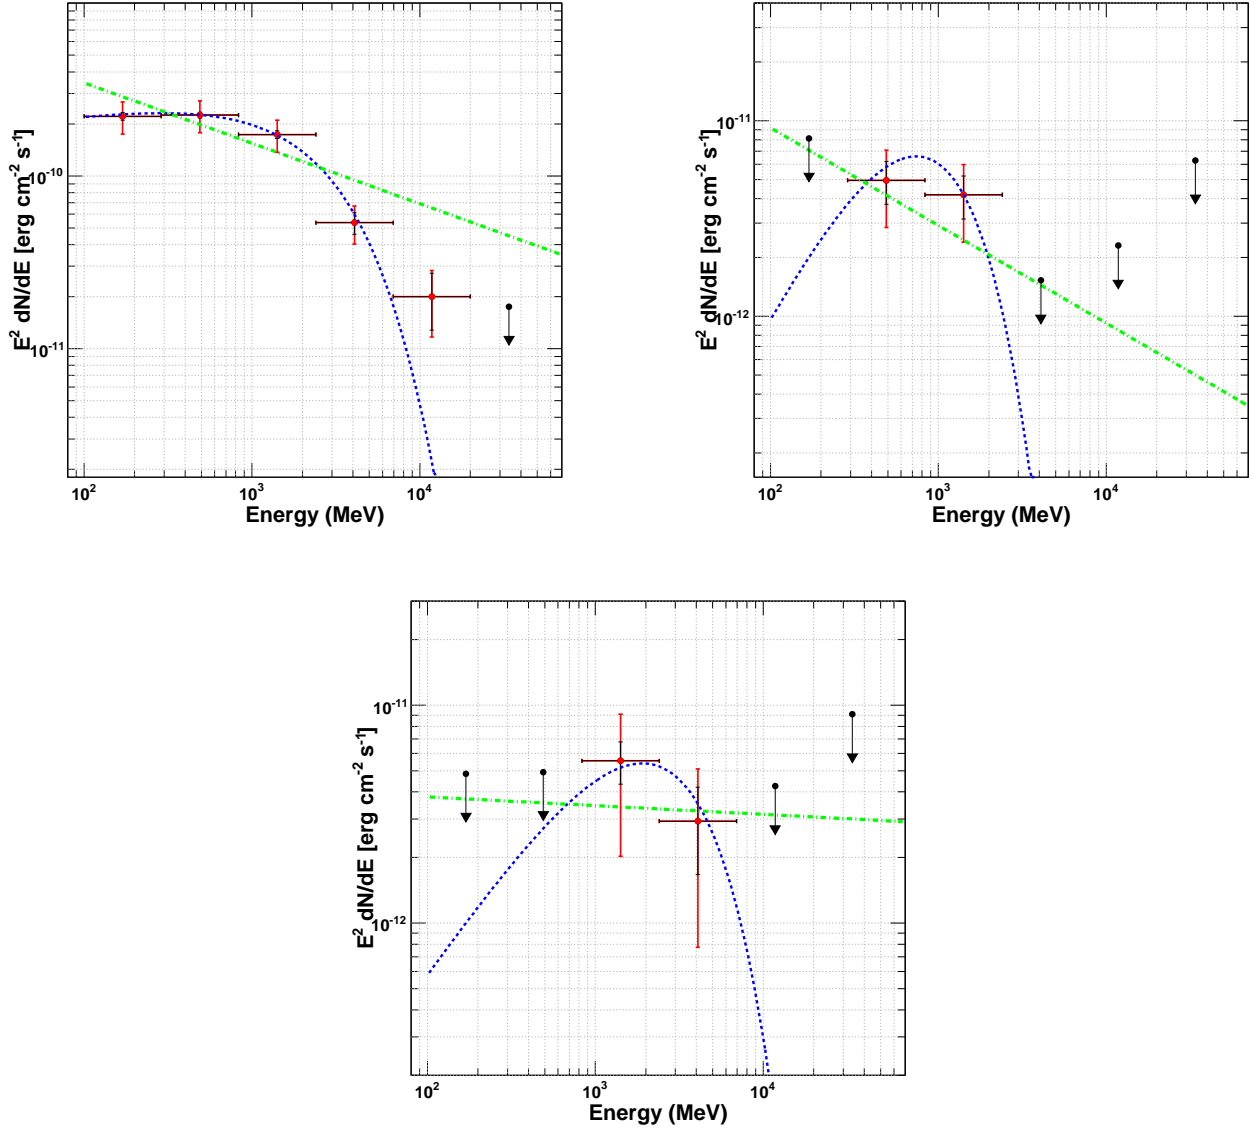 E² dN/dE [erg cm⁻² s⁻¹]
10⁻¹⁰
10⁻¹¹
10² 10³ 10⁴
Energy (MeV)
E² dN/dE [erg cm⁻² s⁻¹]
10⁻¹¹
10⁻¹²
10² 10³ 10⁴
Energy (MeV)
E² dN/dE [erg cm⁻² s⁻¹]
10⁻¹¹
10⁻¹²
10² 10³ 10⁴
Energy (MeV)